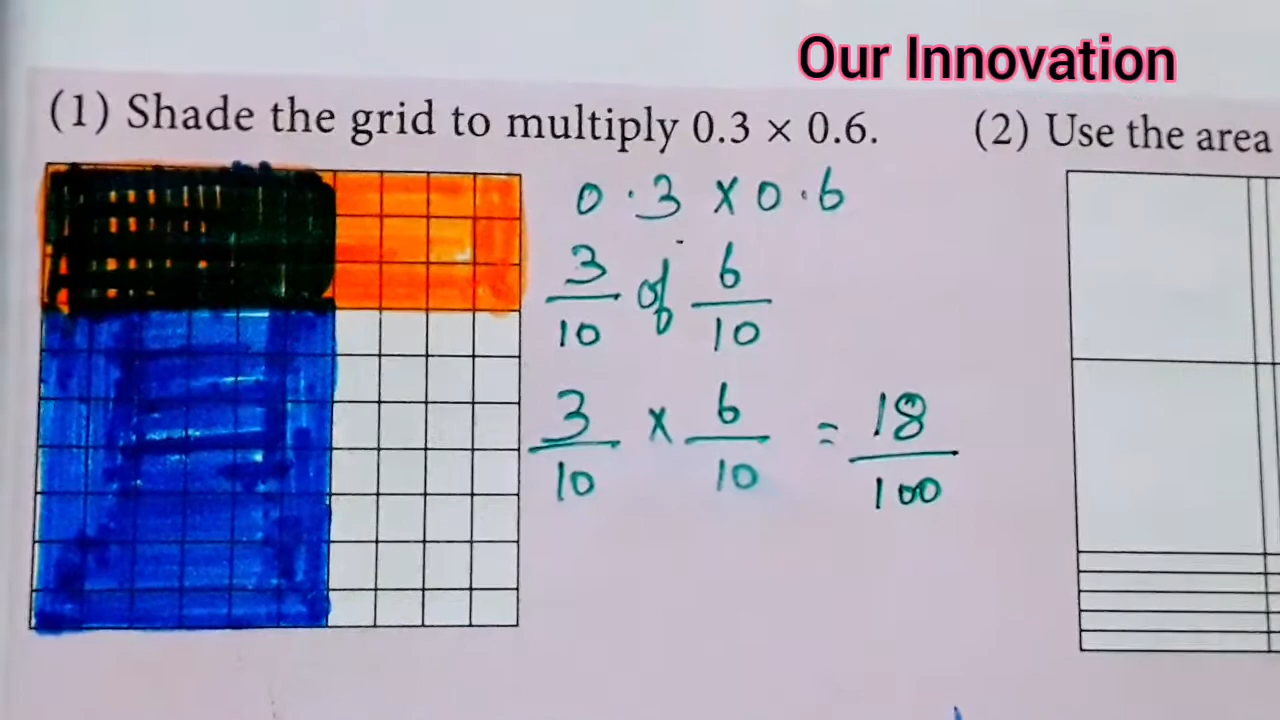 Our Innovation
(1) Shade the grid to multiply 0.3 × 0.6.
(2) Use the area
0.3 × 0.6
3/10 of 6/10
3/10 × 6/10 = 18/100